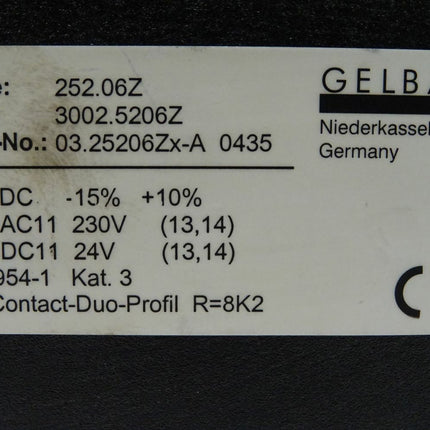 e: 252.06Z
3002.5206Z
-No.: 03.25206Zx-A 0435
DC -15% +10%
AC11 230V (13,14)
DC11 24V (13,14)
954-1 Kat. 3
Contact-Duo-Profil R=8K2
GELBA
Niederkassel
Germany
CE